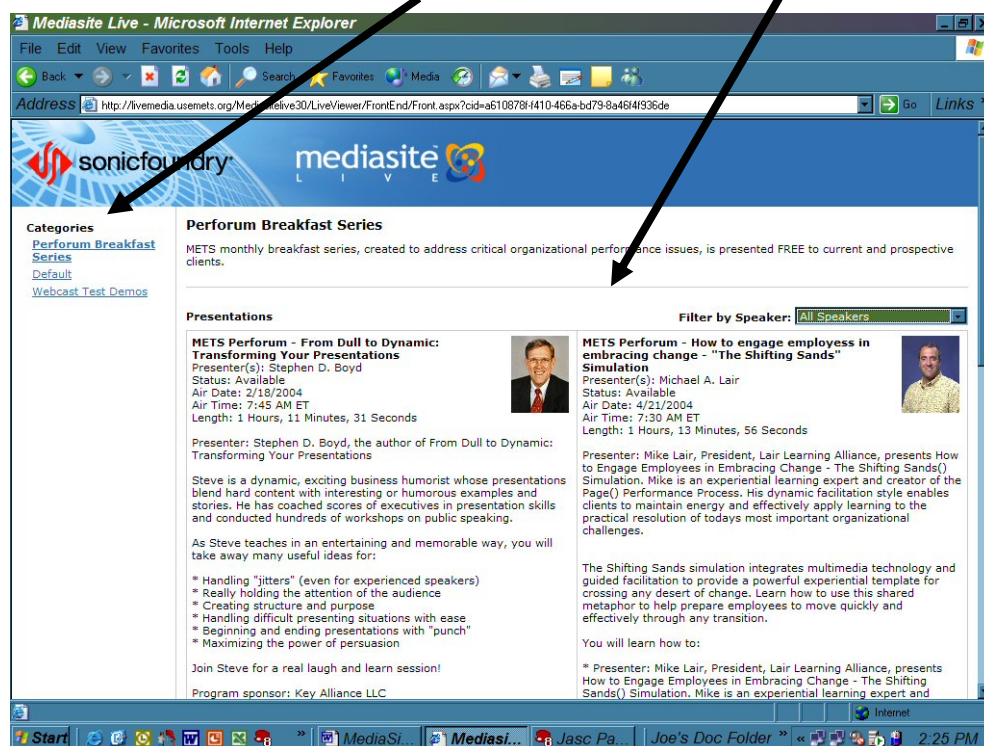 Mediasite Live - Microsoft Internet Explorer
File Edit View Favorites Tools Help
Back Search Favorites Media
Address http://livemedia.usemets.org/Mediasitelive30/LiveViewer/FrontEnd/Front.aspx?cid=a610878f-f410-466a-bd79-8a46f4f936de Go Links
sonicfoundry mediasite
LIVE
Categories
Perforum Breakfast
Series
Default
Webcast Test Demos
Perforum Breakfast Series
METS monthly breakfast series, created to address critical organizational performance issues, is presented FREE to current and prospective
clients.
Presentations Filter by Speaker: All Speakers
METS Perforum - From Dull to Dynamic:
Transforming Your Presentations
Presenter(s): Stephen D. Boyd
Status: Available
Air Date: 2/18/2004
Air Time: 7:45 AM ET
Length: 1 Hours, 11 Minutes, 31 Seconds
Presenter: Stephen D. Boyd, the author of From Dull to Dynamic:
Transforming Your Presentations
Steve is a dynamic, exciting business humorist whose presentations
blend hard content with interesting or humorous examples and
stories. He has coached scores of executives in presentation skills
and conducted hundreds of workshops on public speaking.
As Steve teaches in an entertaining and memorable way, you will
take away many useful ideas for:
* Handling "jitters" (even for experienced speakers)
* Really holding the attention of the audience
* Creating structure and purpose
* Handling difficult presenting situations with ease
* Beginning and ending presentations with "punch"
* Maximizing the power of persuasion
Join Steve for a real laugh and learn session!
Program sponsor: Key Alliance LLC
METS Perforum - How to engage employess in
embracing change - "The Shifting Sands"
Simulation
Presenter(s): Michael A. Lair
Status: Available
Air Date: 4/21/2004
Air Time: 7:30 AM ET
Length: 1 Hours, 13 Minutes, 56 Seconds
Presenter: Mike Lair, President, Lair Learning Alliance, presents How
to Engage Employees in Embracing Change - The Shifting Sands()
Simulation. Mike is an experiential learning expert and creator of the
Page() Performance Process. His dynamic facilitation style enables
clients to maintain energy and effectively apply learning to the
practical resolution of todays most important organizational
challenges.
The Shifting Sands simulation integrates multimedia technology and
guided facilitation to provide a powerful experiential template for
crossing any desert of change. Learn how to use this shared
metaphor to help prepare employees to move quickly and
effectively through any transition.
You will learn how to:
* Presenter: Mike Lair, President, Lair Learning Alliance, presents
How to Engage Employees in Embracing Change - The Shifting
Sands() Simulation. Mike is an experiential learning expert and
Internet
Start MediaSi... Mediasi... Jasc Pa... Joe's Doc Folder 2:25 PM